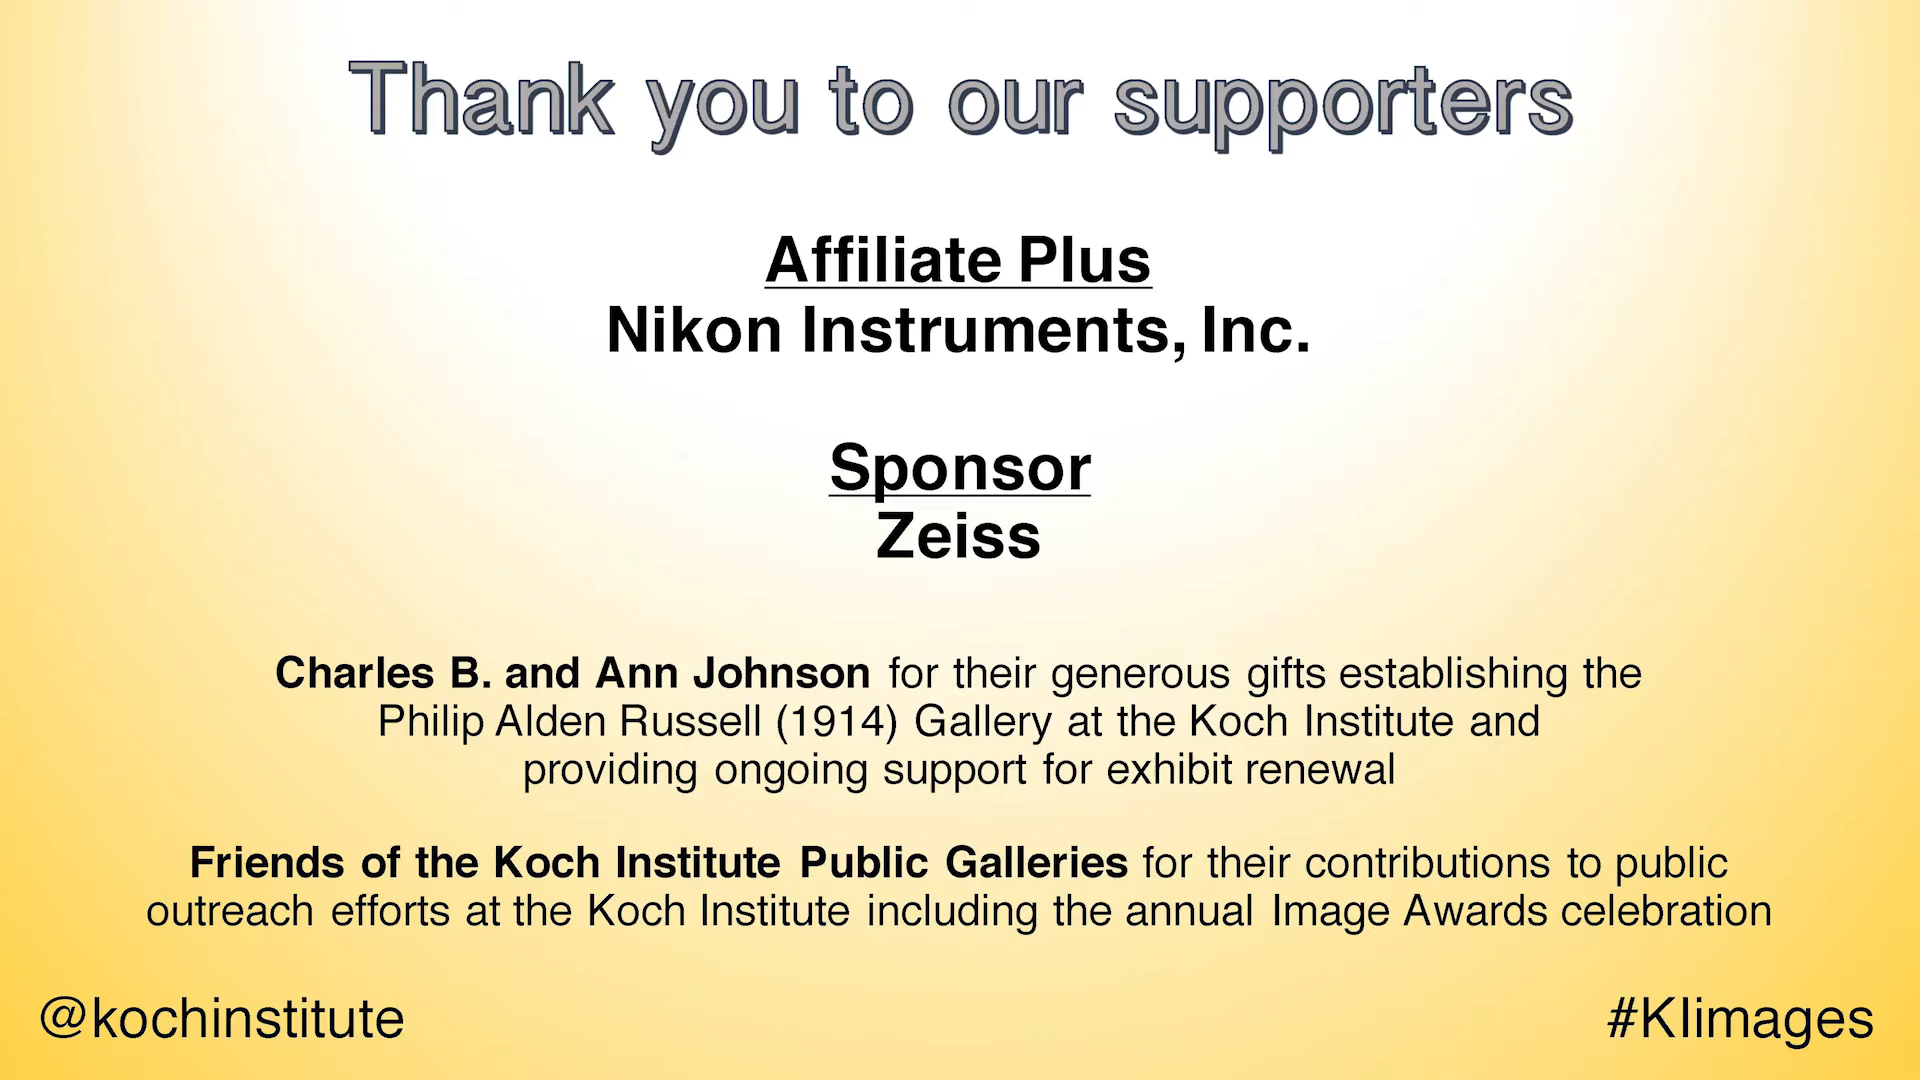 Thank you to our supporters
Affiliate Plus
Nikon Instruments, Inc.
Sponsor
Zeiss
Charles B. and Ann Johnson for their generous gifts establishing the
Philip Alden Russell (1914) Gallery at the Koch Institute and
providing ongoing support for exhibit renewal
Friends of the Koch Institute Public Galleries for their contributions to public
outreach efforts at the Koch Institute including the annual Image Awards celebration
@kochinstitute
#KIimages